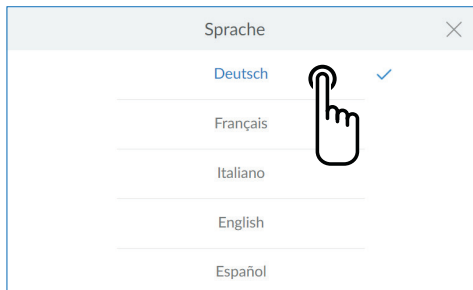 Sprache
Deutsch
Français
Italiano
English
Español